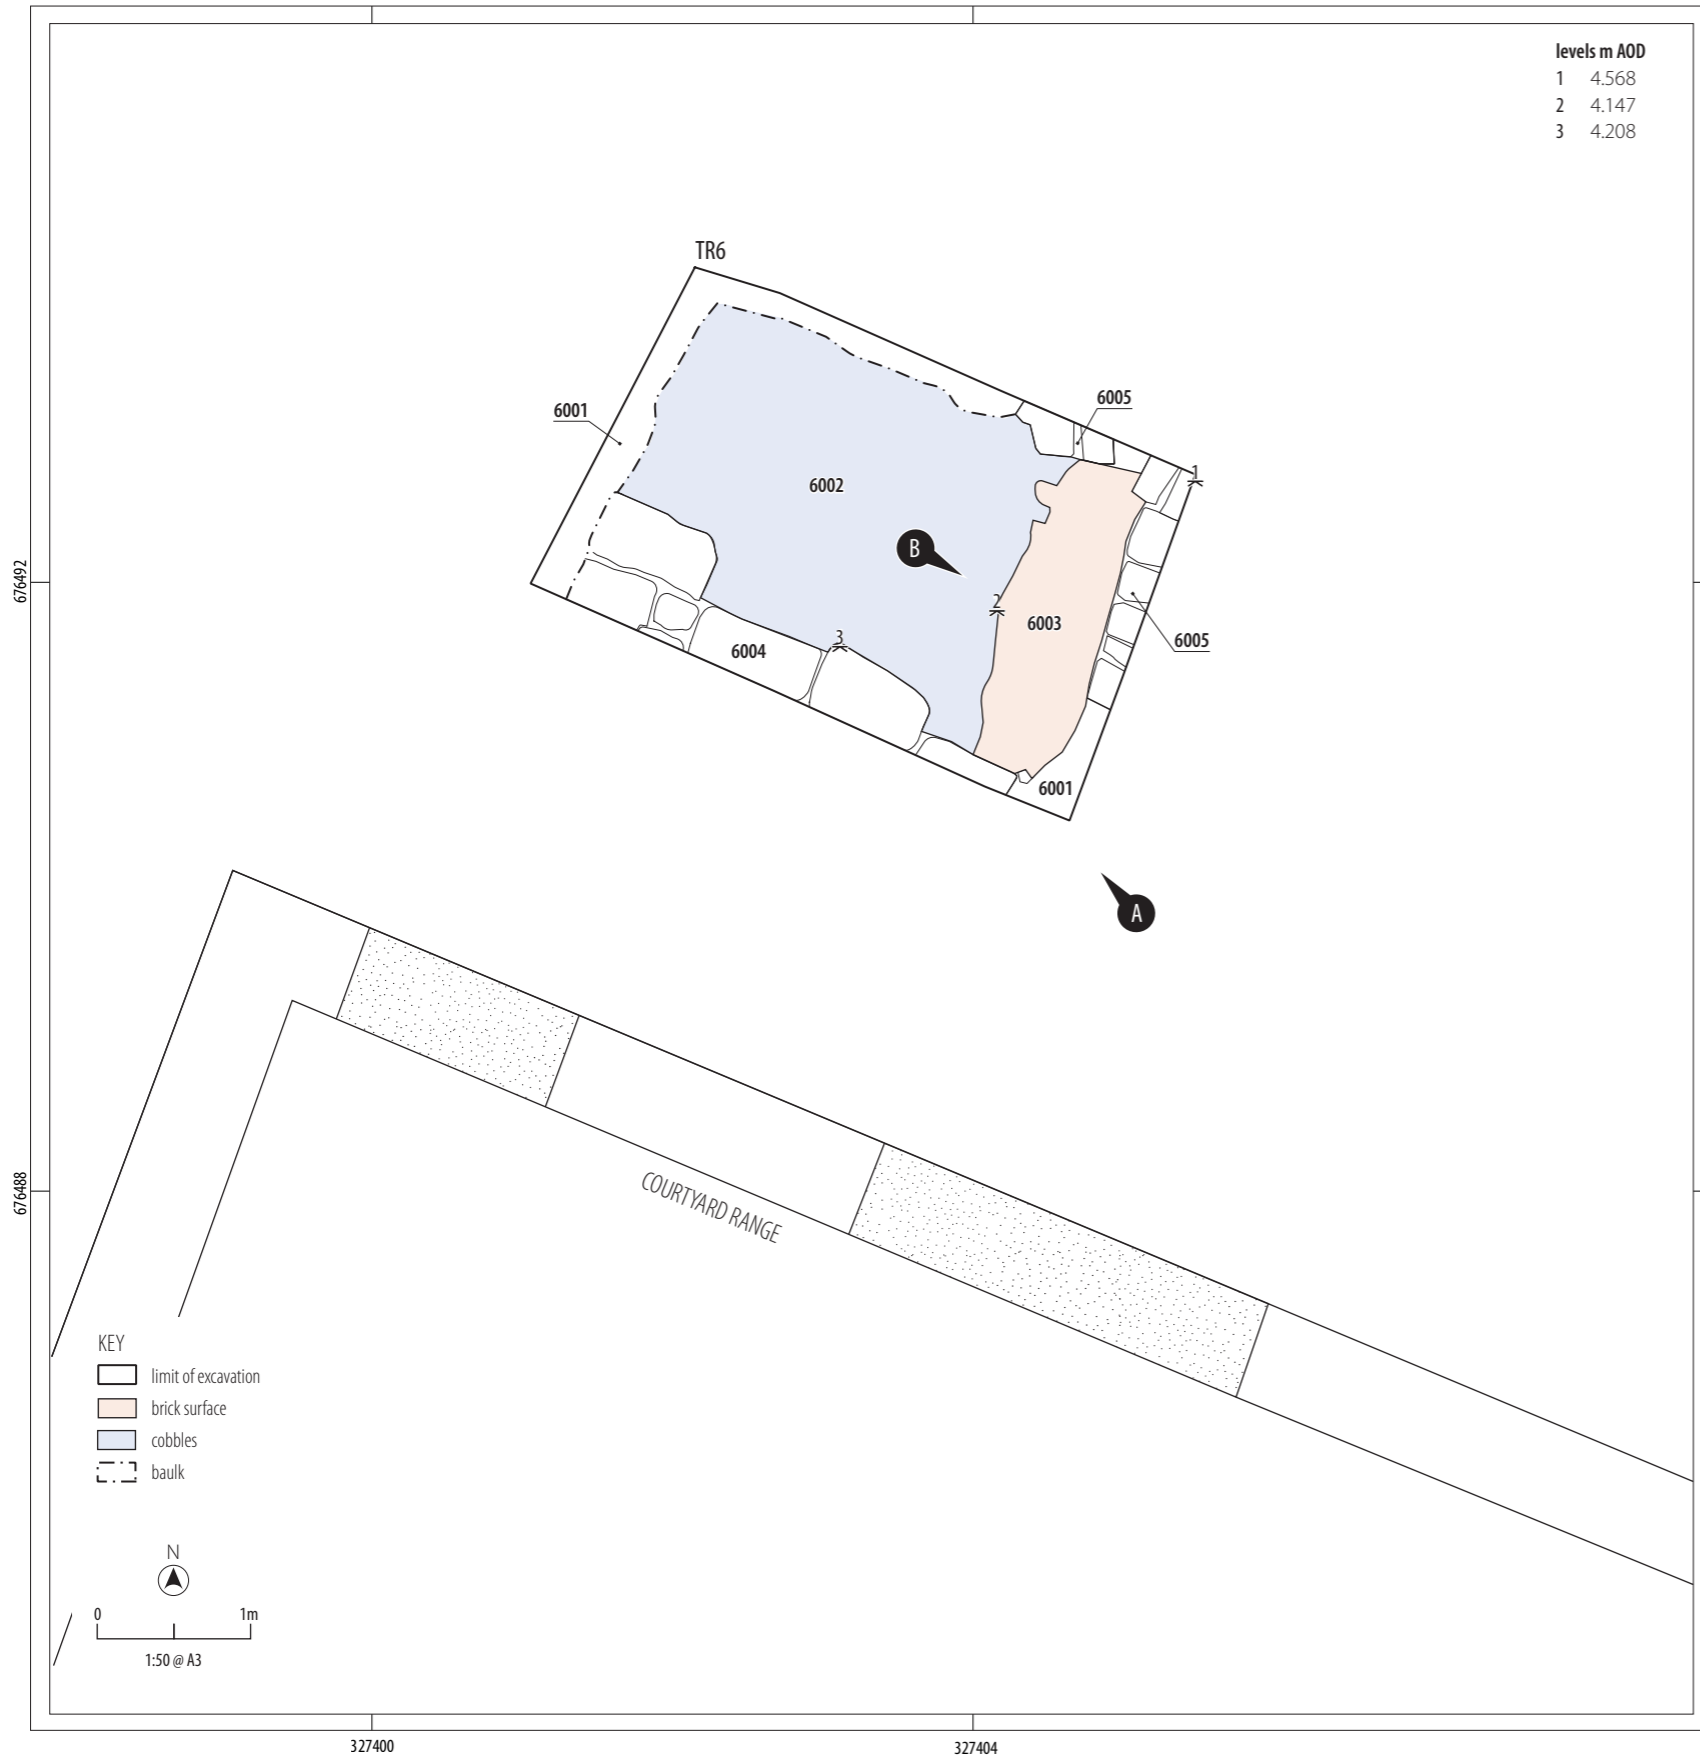 levels m AOD
1 4.568
2 4.147
3 4.208
TR6
6001
6005
1
6002
B
676492
2
6003
3
6004
6005
6001
A
676488
COURTYARD RANGE
KEY
limit of excavation
brick surface
cobbles
baulk
N
0 1m
1:50 @ A3
327400 327404